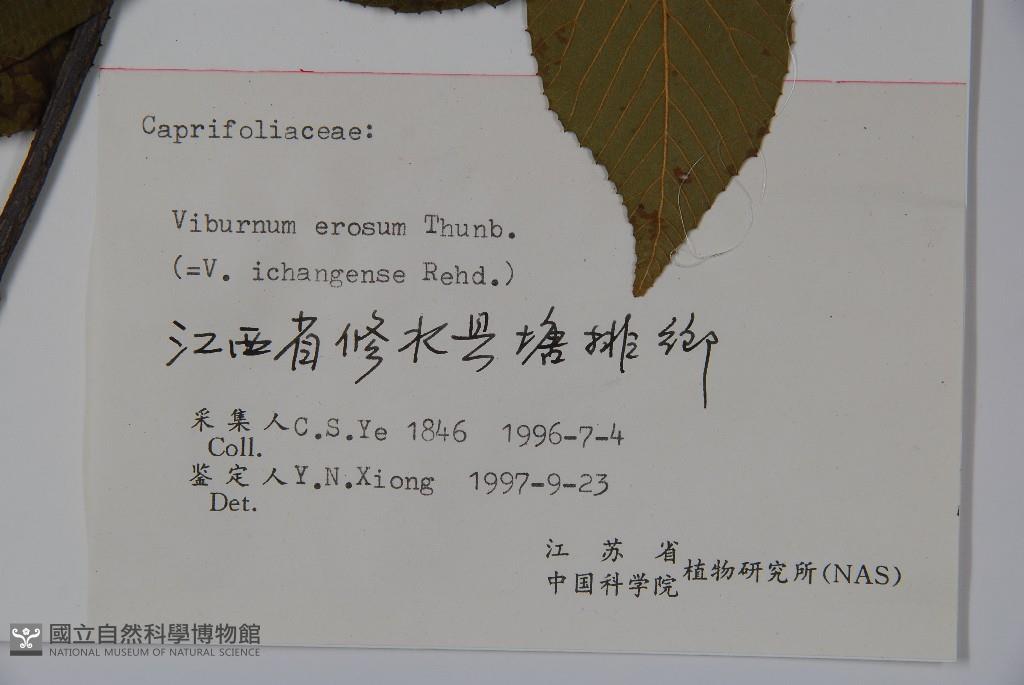 Caprifoliaceae:
Viburnum erosum Thunb.
(=V. ichangense Rehd.)
江西省修水县塘排鄉
采集人 C.S.Ye 1846 1996-7-4
Coll.
鉴定人 Y.N.Xiong 1997-9-23
Det.
江苏省
中国科学院 植物研究所(NAS)
國立自然科學博物館
NATIONAL MUSEUM OF NATURAL SCIENCE